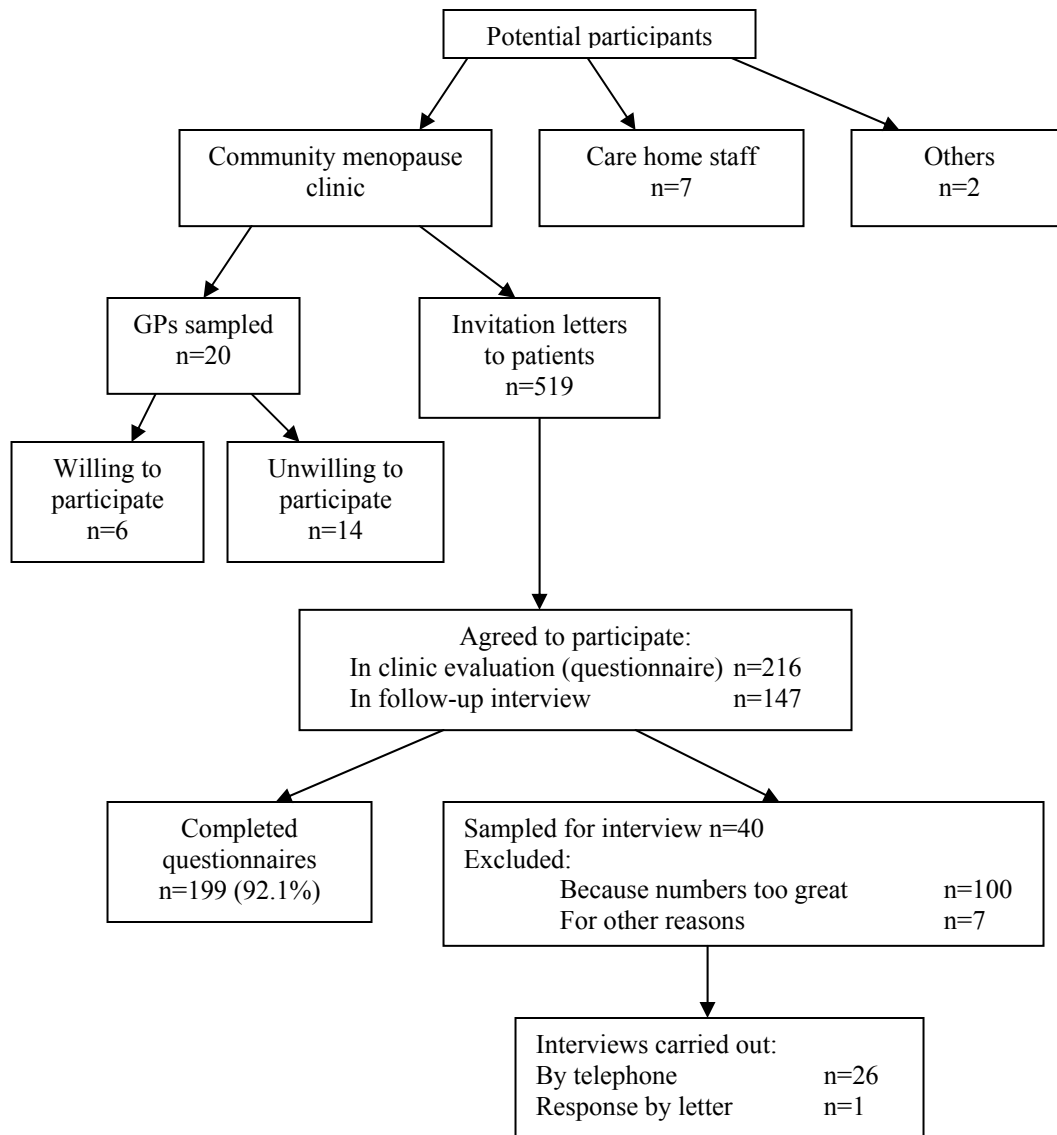 Potential participants
Community menopause
clinic
Care home staff
n=7
Others
n=2
GPs sampled
n=20
Invitation letters
to patients
n=519
Willing to
participate
n=6
Unwilling to
participate
n=14
Agreed to participate:
In clinic evaluation (questionnaire) n=216
In follow-up interview n=147
Completed
questionnaires
n=199 (92.1%)
Sampled for interview n=40
Excluded:
Because numbers too great n=100
For other reasons n=7
Interviews carried out:
By telephone n=26
Response by letter n=1